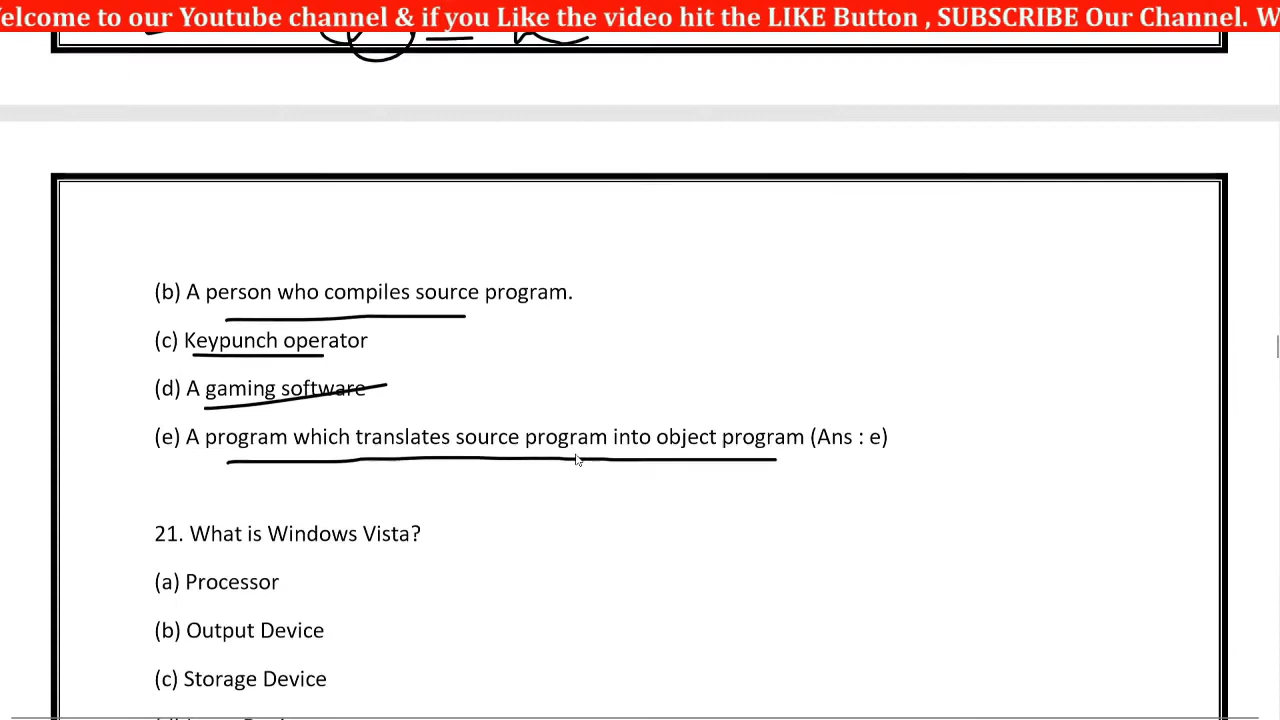 elcome to our Youtube channel & if you Like the video hit the LIKE Button , SUBSCRIBE Our Channel. W
(b) A person who compiles source program.
(c) Keypunch operator
(d) A gaming software
(e) A program which translates source program into object program (Ans : e)
21. What is Windows Vista?
(a) Processor
(b) Output Device
(c) Storage Device